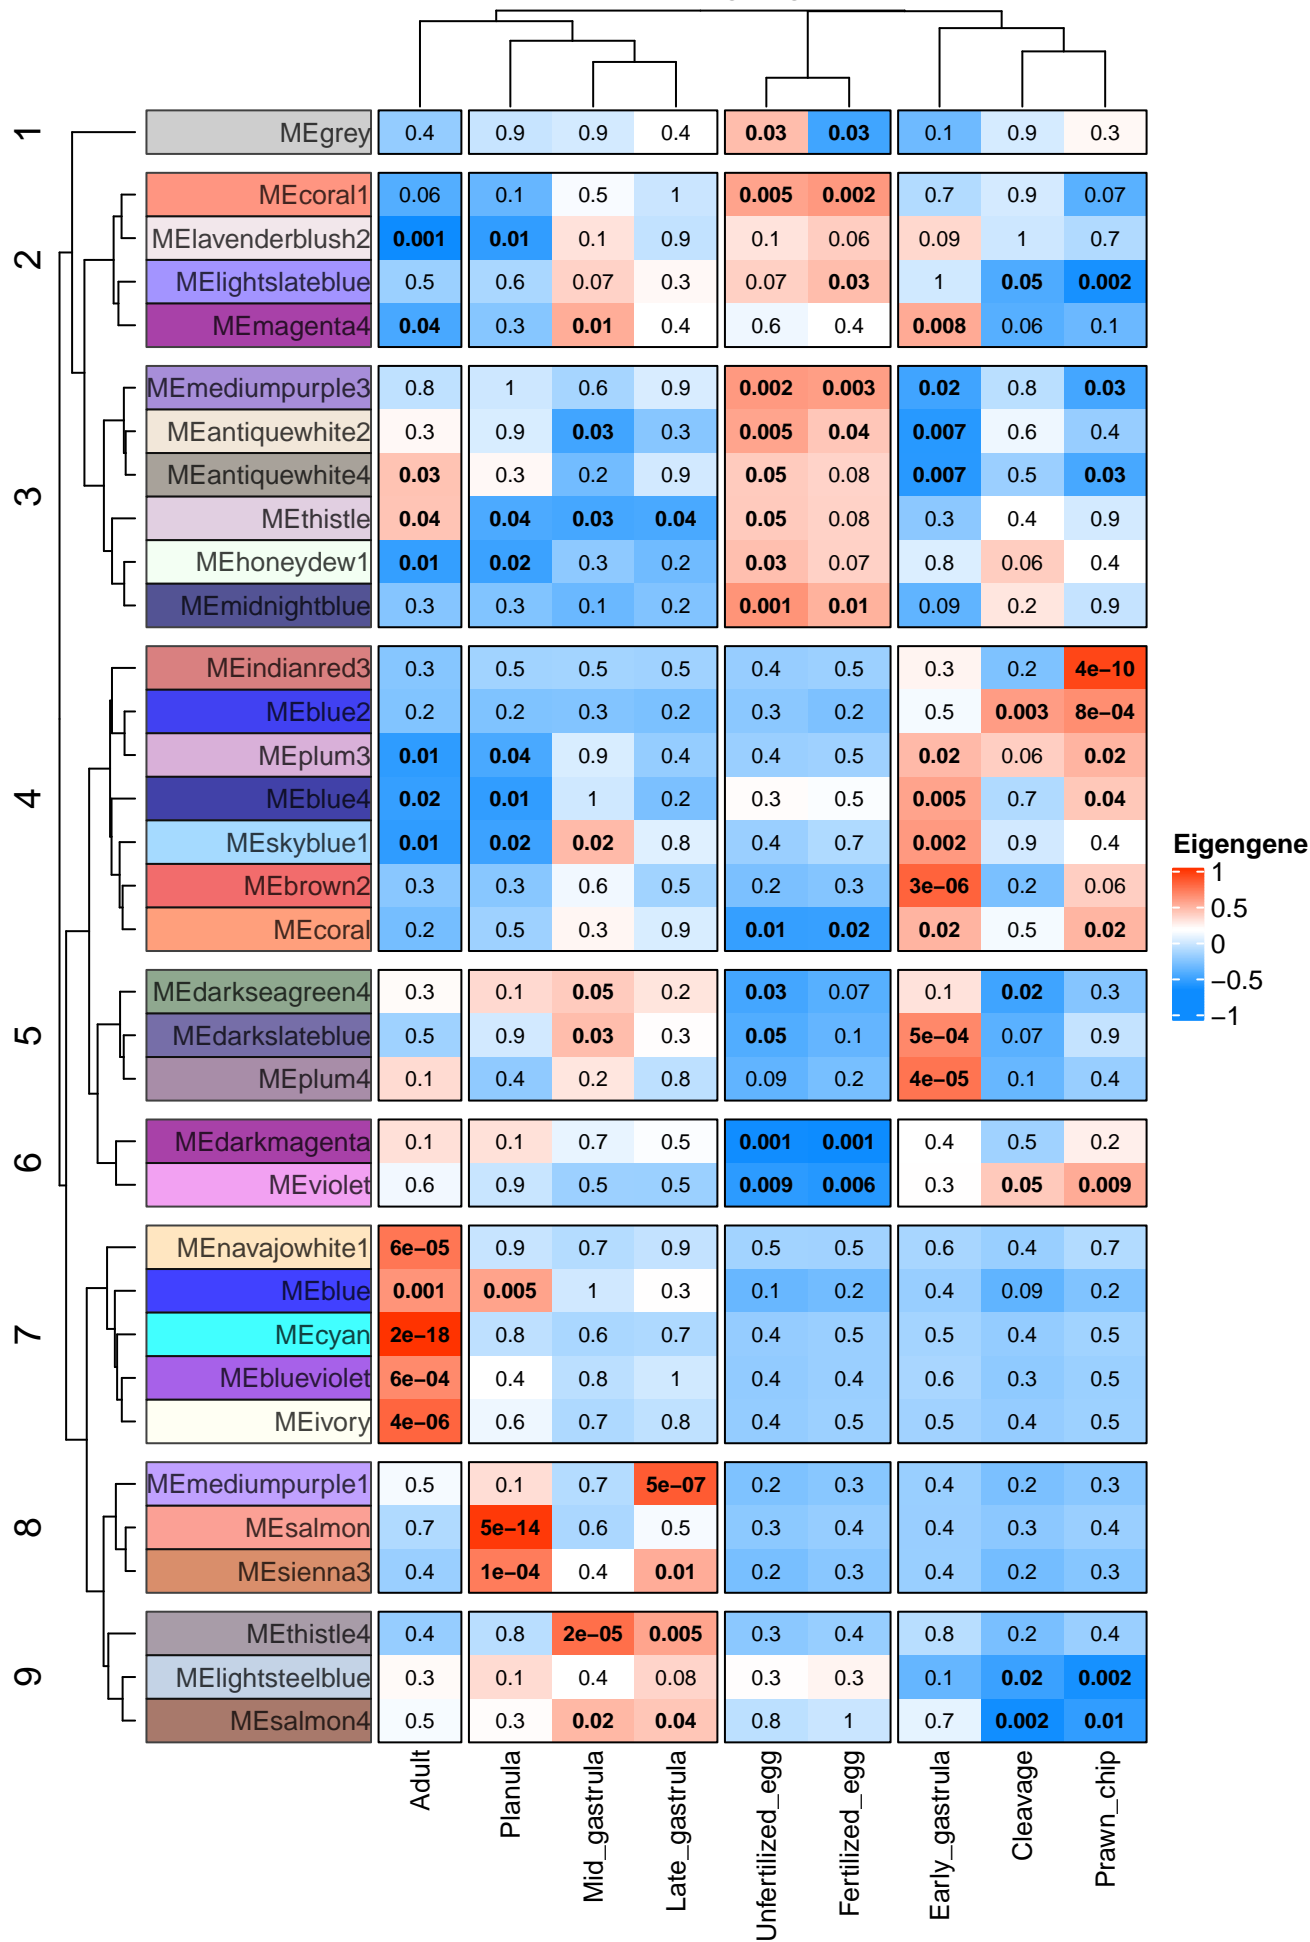 1
MEgrey 0.4 0.9 0.9 0.4 0.03 0.03 0.1 0.9 0.3
2
MEcoral1 0.06 0.1 0.5 1 0.005 0.002 0.7 0.9 0.07
MElavenderblush2 0.001 0.01 0.1 0.9 0.1 0.06 0.09 1 0.7
MElightslateblue 0.5 0.6 0.07 0.3 0.07 0.03 1 0.05 0.002
MEmagenta4 0.04 0.3 0.01 0.4 0.6 0.4 0.008 0.06 0.1
3
MEmediumpurple3 0.8 1 0.6 0.9 0.002 0.003 0.02 0.8 0.03
MEantiquewhite2 0.3 0.9 0.03 0.3 0.005 0.04 0.007 0.6 0.4
MEantiquewhite4 0.03 0.3 0.2 0.9 0.05 0.08 0.007 0.5 0.03
MEthistle 0.04 0.04 0.03 0.04 0.05 0.08 0.3 0.4 0.9
MEhoneydew1 0.01 0.02 0.3 0.2 0.03 0.07 0.8 0.06 0.4
MEmidnightblue 0.3 0.3 0.1 0.2 0.001 0.01 0.09 0.2 0.9
4
MEindianred3 0.3 0.5 0.5 0.5 0.4 0.5 0.3 0.2 4e−10
MEblue2 0.2 0.2 0.3 0.2 0.3 0.2 0.5 0.003 8e−04
MEplum3 0.01 0.04 0.9 0.4 0.4 0.5 0.02 0.06 0.02
MEblue4 0.02 0.01 1 0.2 0.3 0.5 0.005 0.7 0.04
MEskyblue1 0.01 0.02 0.02 0.8 0.4 0.7 0.002 0.9 0.4
MEbrown2 0.3 0.3 0.6 0.5 0.2 0.3 3e−06 0.2 0.06
MEcoral 0.2 0.5 0.3 0.9 0.01 0.02 0.02 0.5 0.02
5
MEdarkseagreen4 0.3 0.1 0.05 0.2 0.03 0.07 0.1 0.02 0.3
MEdarkslateblue 0.5 0.9 0.03 0.3 0.05 0.1 5e−04 0.07 0.9
MEplum4 0.1 0.4 0.2 0.8 0.09 0.2 4e−05 0.1 0.4
6
MEdarkmagenta 0.1 0.1 0.7 0.5 0.001 0.001 0.4 0.5 0.2
MEviolet 0.6 0.9 0.5 0.5 0.009 0.006 0.3 0.05 0.009
7
MEnavajowhite1 6e−05 0.9 0.7 0.9 0.5 0.5 0.6 0.4 0.7
MEblue 0.001 0.005 1 0.3 0.1 0.2 0.4 0.09 0.2
MEcyan 2e−18 0.8 0.6 0.7 0.4 0.5 0.5 0.4 0.5
MEblueviolet 6e−04 0.4 0.8 1 0.4 0.4 0.6 0.3 0.5
MEivory 4e−06 0.6 0.7 0.8 0.4 0.5 0.5 0.4 0.5
8
MEmediumpurple1 0.5 0.1 0.7 5e−07 0.2 0.3 0.4 0.2 0.3
MEsalmon 0.7 5e−14 0.6 0.5 0.3 0.4 0.4 0.3 0.4
MEsienna3 0.4 1e−04 0.4 0.01 0.2 0.3 0.4 0.2 0.3
9
MEthistle4 0.4 0.8 2e−05 0.005 0.3 0.4 0.8 0.2 0.4
MElightsteelblue 0.3 0.1 0.4 0.08 0.3 0.3 0.1 0.02 0.002
MEsalmon4 0.5 0.3 0.02 0.04 0.8 1 0.7 0.002 0.01
Adult
Planula
Mid_gastrula
Late_gastrula
Unfertilized_egg
Fertilized_egg
Early_gastrula
Cleavage
Prawn_chip
Eigengene
1
0.5
0
−0.5
−1